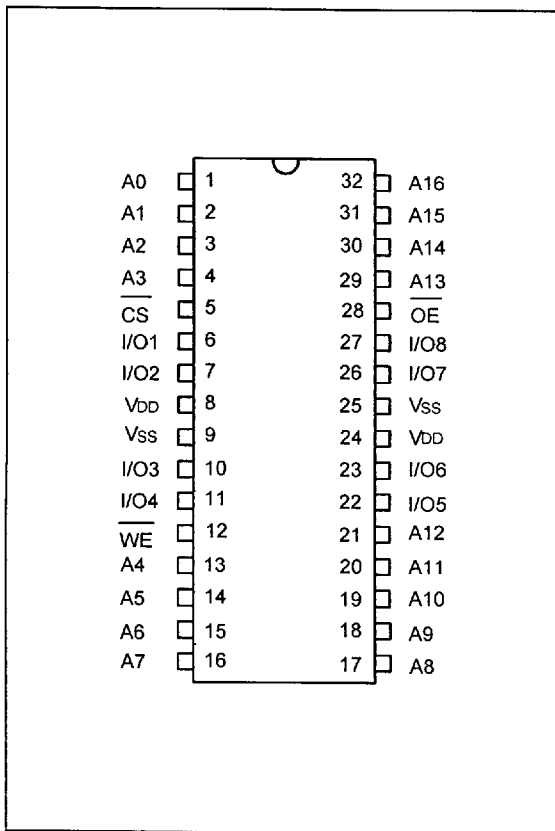 A0 1 32 A16
A1 2 31 A15
A2 3 30 A14
A3 4 29 A13
C̅S̅ 5 28 O̅E̅
I/O1 6 27 I/O8
I/O2 7 26 I/O7
VDD 8 25 VSS
VSS 9 24 VDD
I/O3 10 23 I/O6
I/O4 11 22 I/O5
W̅E̅ 12 21 A12
A4 13 20 A11
A5 14 19 A10
A6 15 18 A9
A7 16 17 A8